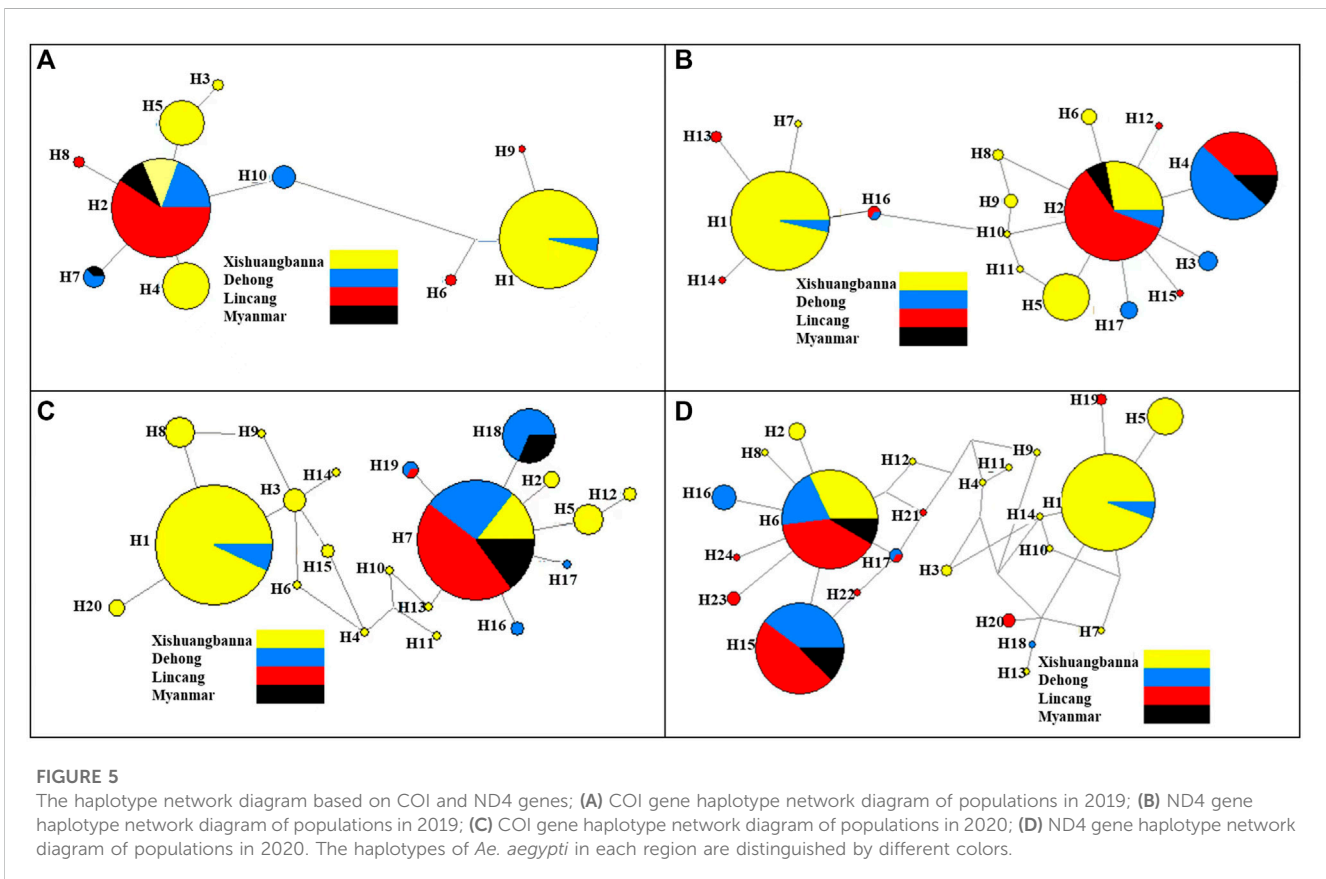 A
H3
H5
H8
H10
H9
H2
H7
H4
H6
H1
Xishuangbanna
Dehong
Lincang
Myanmar
B
H7
H13
H6
H12
H8
H4
H16
H9
H2
H1
H10
H11
H3
H14
H5
H15
H17
Xishuangbanna
Dehong
Lincang
Myanmar
C
H8
H9
H18
H14
H19
H2
H3
H12
H5
H1
H7
H15
H10
H17
H6
H20
H13
H16
H4
H11
Xishuangbanna
Dehong
Lincang
Myanmar
D
H19
H5
H2
H9
H8
H12
H11
H4
H16
H1
H6
H21
H14
H10
H24
H17
H3
H22
H23
H20
H7
H15
H18
H13
Xishuangbanna
Dehong
Lincang
Myanmar
FIGURE 5
The haplotype network diagram based on COI and ND4 genes; (A) COI gene haplotype network diagram of populations in 2019; (B) ND4 gene
haplotype network diagram of populations in 2019; (C) COI gene haplotype network diagram of populations in 2020; (D) ND4 gene haplotype network
diagram of populations in 2020. The haplotypes of Ae. aegypti in each region are distinguished by different colors.